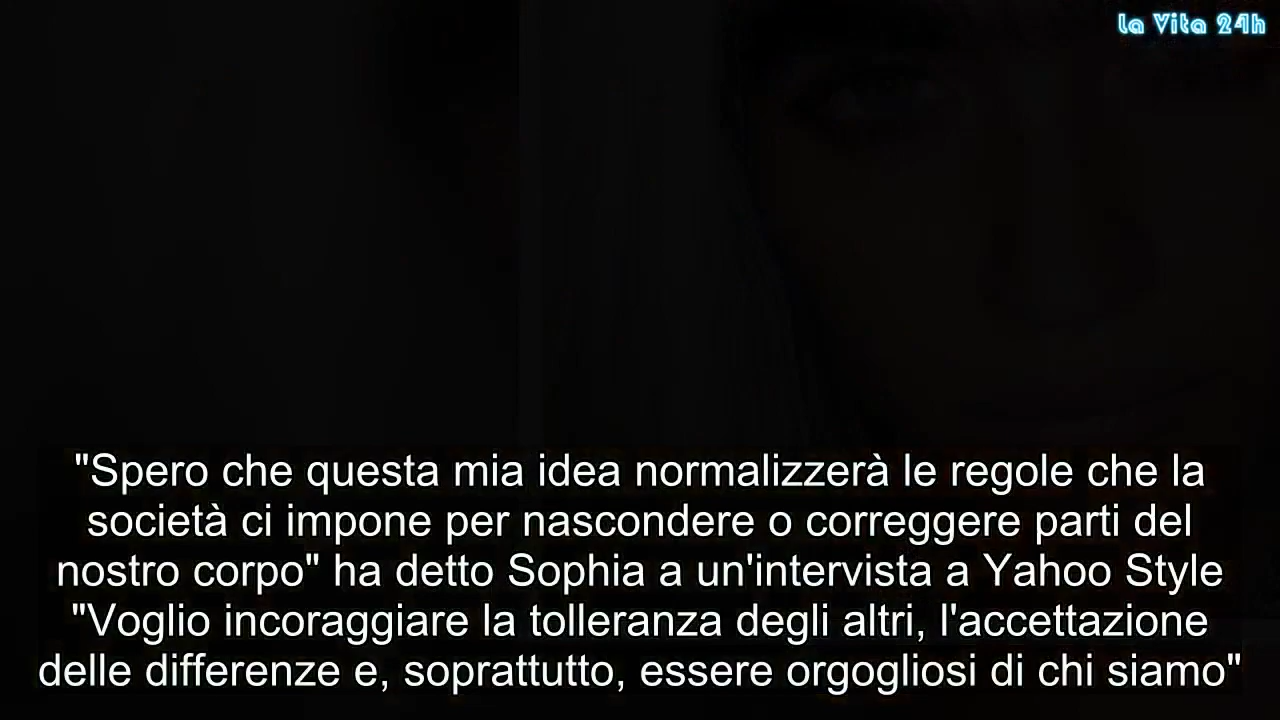 La Vita 24h
"Spero che questa mia idea normalizzerà le regole che la
società ci impone per nascondere o correggere parti del
nostro corpo" ha detto Sophia a un'intervista a Yahoo Style
"Voglio incoraggiare la tolleranza degli altri, l'accettazione
delle differenze e, soprattutto, essere orgogliosi di chi siamo"